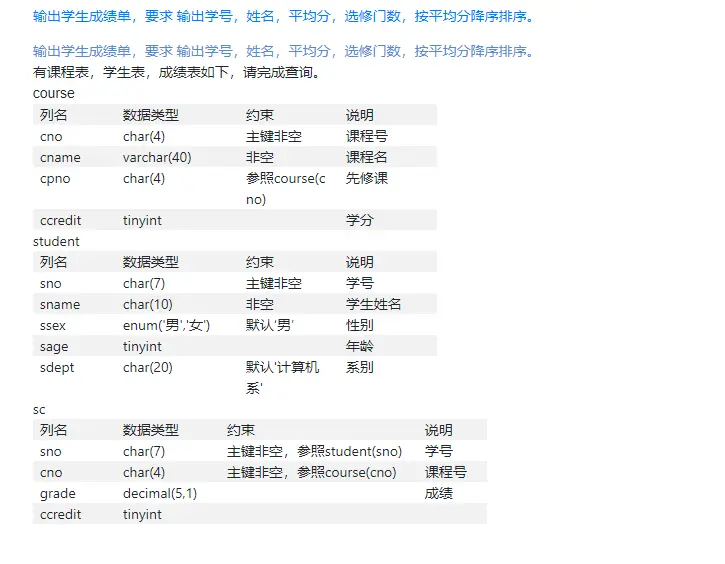 输出学生成绩单，要求 输出学号，姓名，平均分，选修门数，按平均分降序排序。
输出学生成绩单，要求 输出学号，姓名，平均分，选修门数，按平均分降序排序。
有课程表，学生表，成绩表如下，请完成查询。
course
列名 数据类型 约束 说明
cno char(4) 主键非空 课程号
cname varchar(40) 非空 课程名
cpno char(4) 参照course(c 先修课
no)
ccredit tinyint 学分
student
列名 数据类型 约束 说明
sno char(7) 主键非空 学号
sname char(10) 非空 学生姓名
ssex enum('男','女') 默认'男' 性别
sage tinyint 年龄
sdept char(20) 默认'计算机 系别
系'
sc
列名 数据类型 约束 说明
sno char(7) 主键非空，参照student(sno) 学号
cno char(4) 主键非空，参照course(cno) 课程号
grade decimal(5,1) 成绩
ccredit tinyint